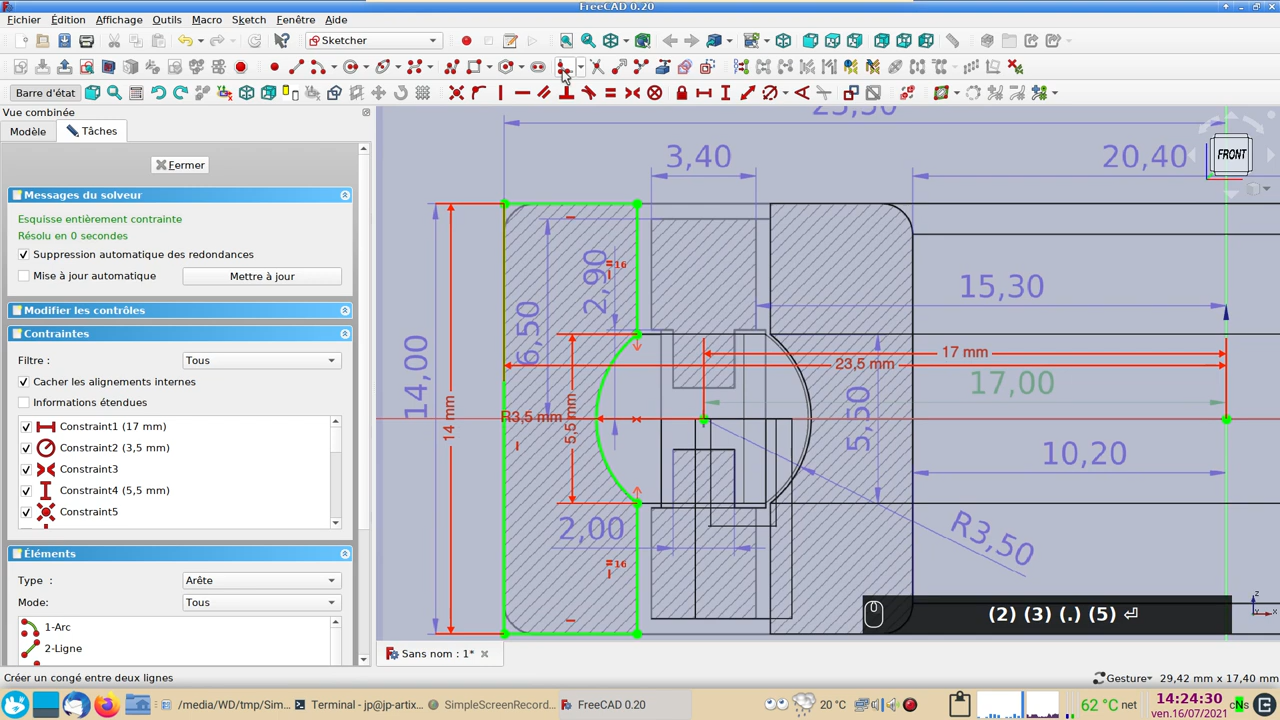 FreeCAD 0.20
Fichier Édition Affichage Outils Macro Sketch Fenêtre Aide
Sketcher
Barre d'état
Vue combinée
Modèle Tâches
Fermer
Messages du solveur
Esquisse entièrement contrainte
Résolu en 0 secondes
Suppression automatique des redondances
Mise à jour automatique Mettre à jour
Modifier les contrôles
Contraintes
Filtre : Tous
Cacher les alignements internes
Informations étendues
Constraint1 (17 mm)
Constraint2 (3,5 mm)
Constraint3
Constraint4 (5,5 mm)
Constraint5
Éléments
Type : Arête
Mode: Tous
1-Arc
2-Ligne
23,50
3,40
20,40
FRONT
16
2,90
15,30
6,50
17 mm
23,5 mm
14,00
17,00
14 mm
R3,5 mm
5,5 mm
5,50
10,20
2,00
R3,50
16
(2) (3) (.) (5) ⏎
z
x
Sans nom : 1*
Créer un congé entre deux lignes
Gesture 29,42 mm x 17,40 mm
/media/WD/tmp/Sim... Terminal - jp@jp-artix... SimpleScreenRecord... FreeCAD 0.20
20 °C
62 °C net
14:24:30
ven.16/07/2021